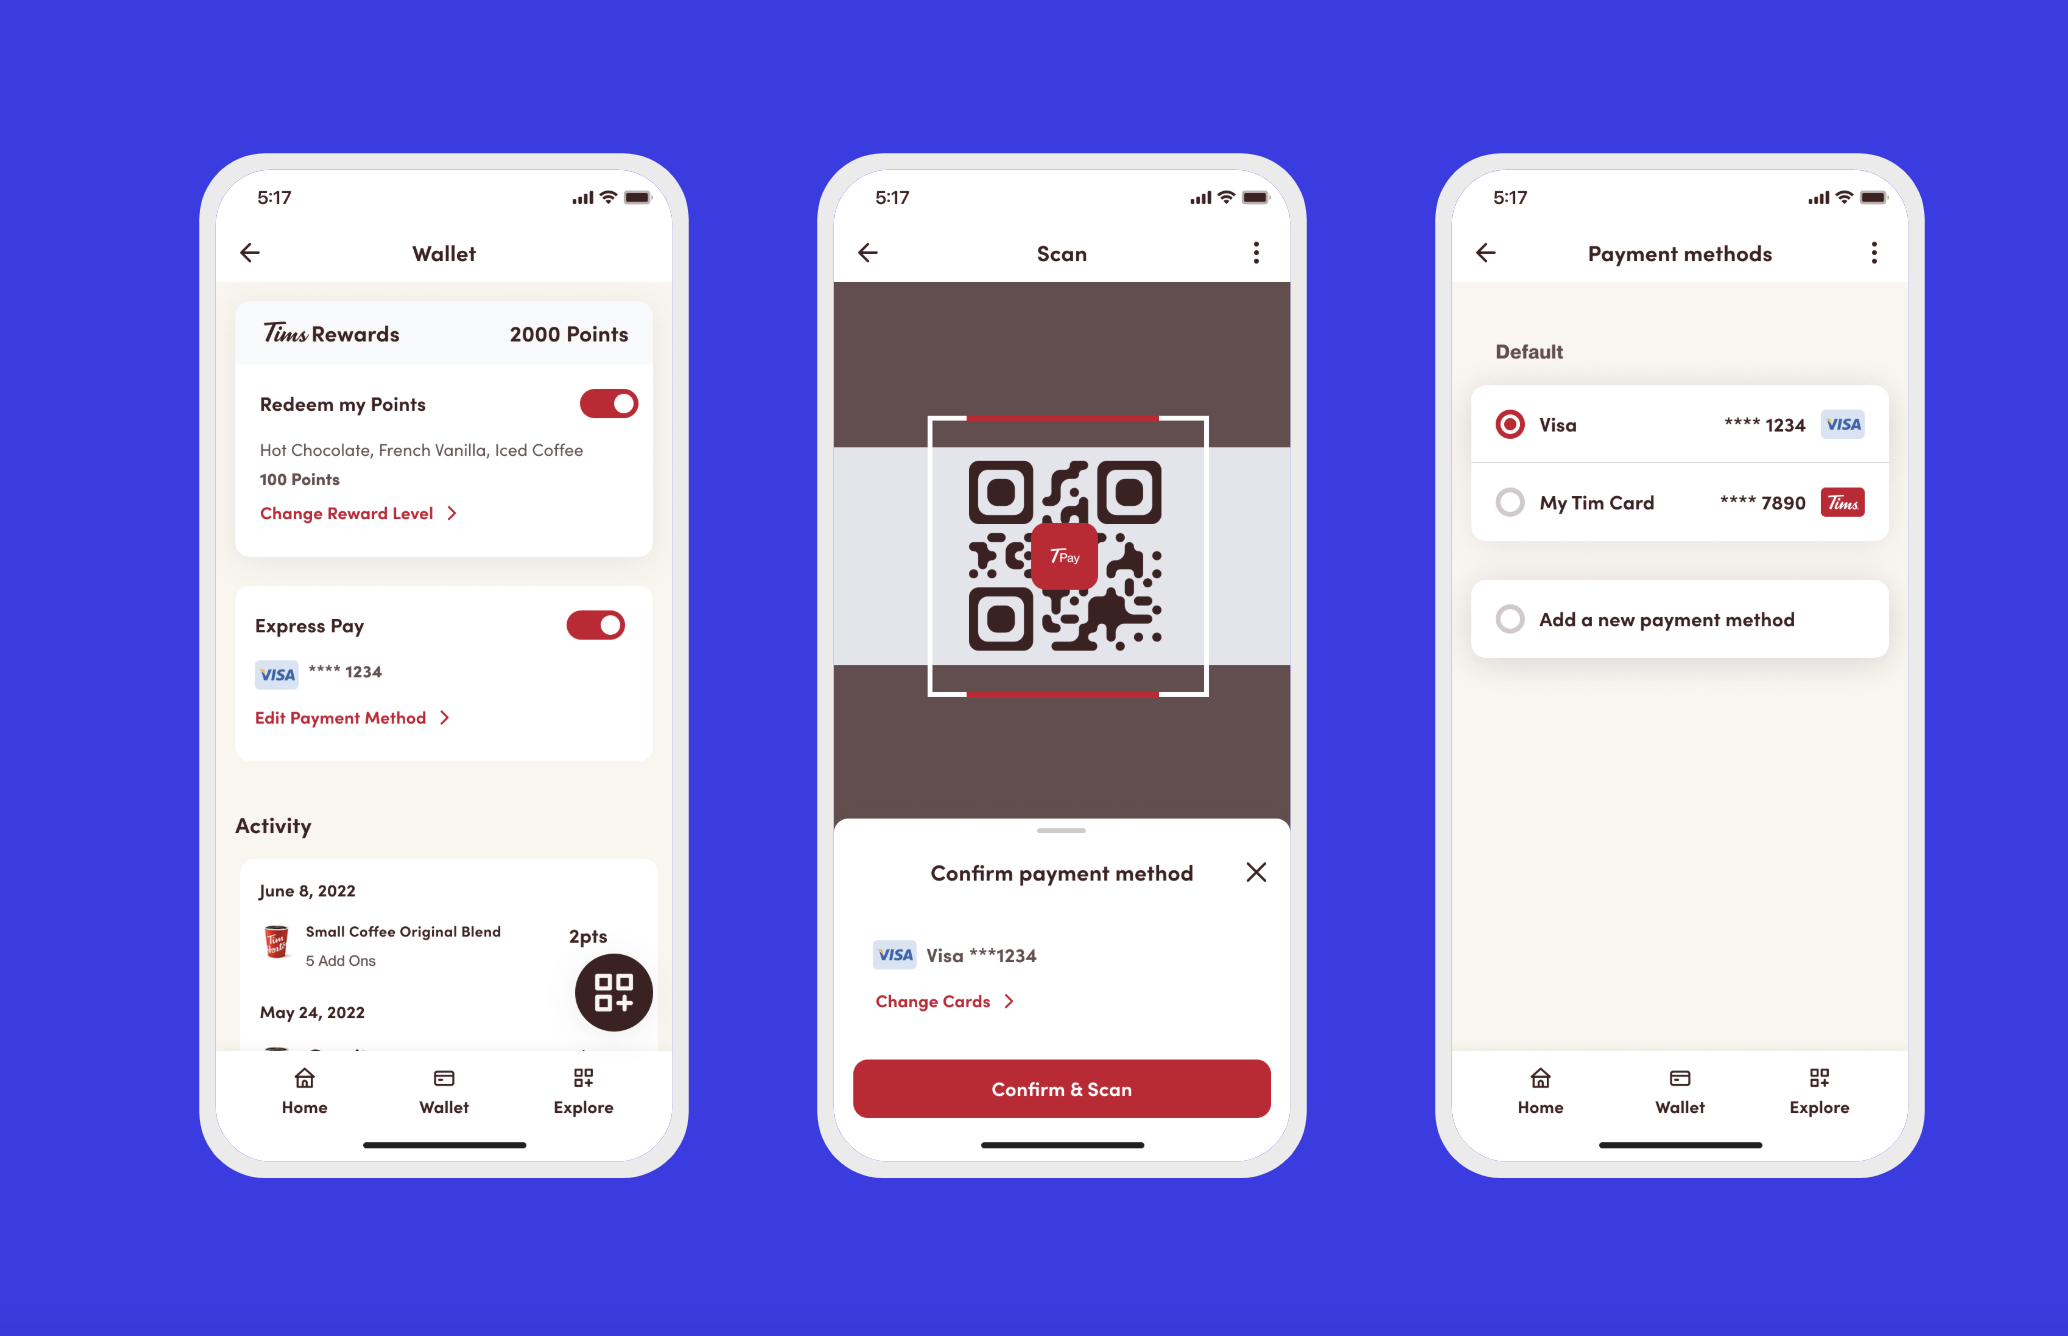 5:17
Wallet
Tims Rewards 2000 Points
Redeem my Points
Hot Chocolate, French Vanilla, Iced Coffee
100 Points
Change Reward Level
Express Pay
VISA **** 1234
Edit Payment Method
Activity
June 8, 2022
Tim Hortons
Small Coffee Original Blend
2pts
5 Add Ons
May 24, 2022
Home Wallet Explore
5:17
Scan
TPay
Confirm payment method
VISA Visa ***1234
Change Cards
Confirm & Scan
5:17
Payment methods
Default
Visa **** 1234 VISA
My Tim Card **** 7890 Tims
Add a new payment method
Home Wallet Explore